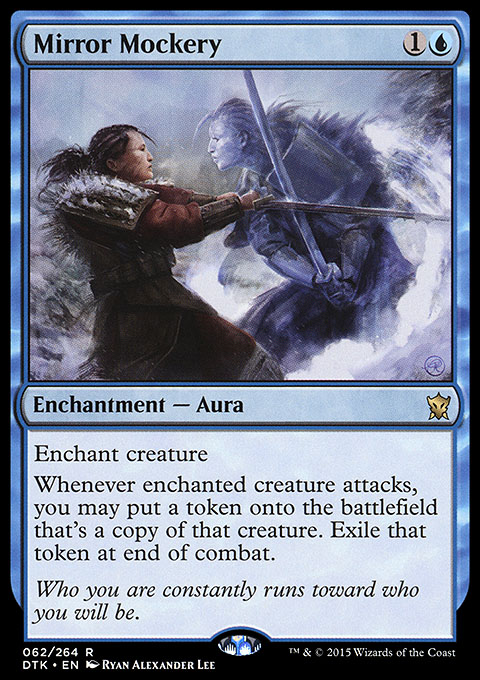 Mirror Mockery 1
Enchantment — Aura
Enchant creature
Whenever enchanted creature attacks,
you may put a token onto the battlefield
that's a copy of that creature. Exile that
token at end of combat.
Who you are constantly runs toward who
you will be.
062/264 R
DTK • EN Ryan Alexander Lee
™ & © 2015 Wizards of the Coast